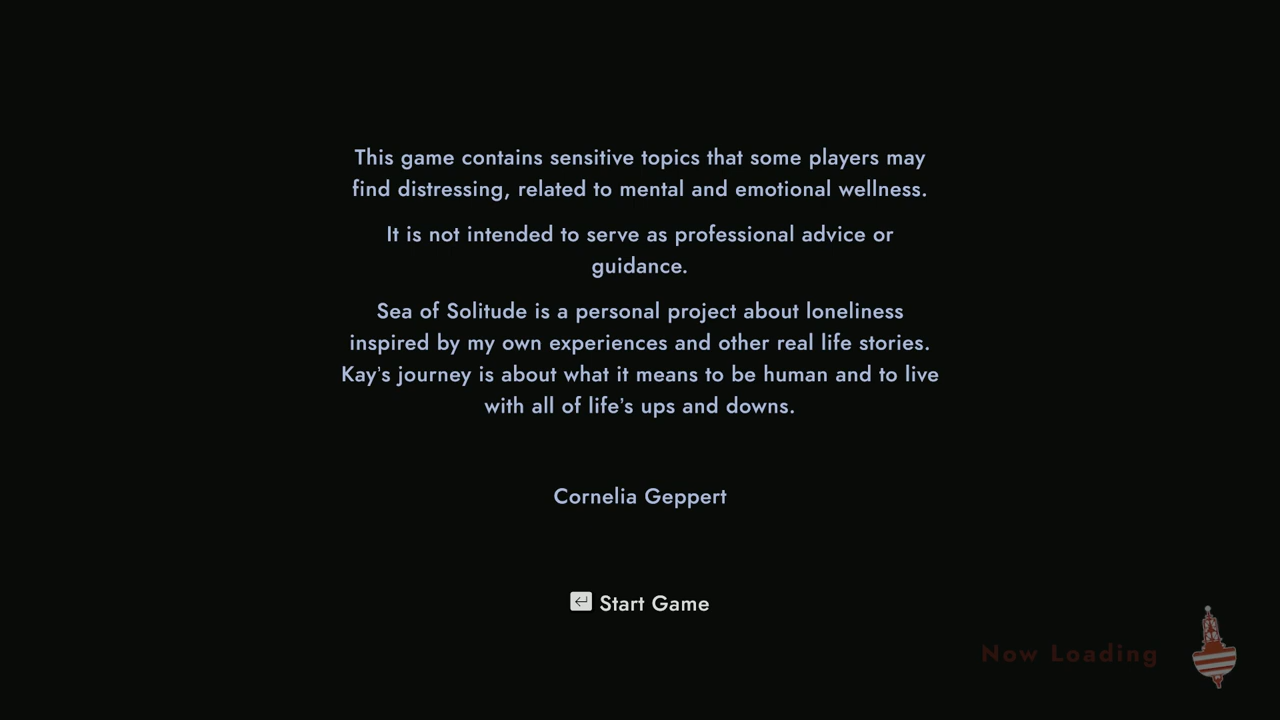 This game contains sensitive topics that some players may
find distressing, related to mental and emotional wellness.
It is not intended to serve as professional advice or
guidance.
Sea of Solitude is a personal project about loneliness
inspired by my own experiences and other real life stories.
Kay's journey is about what it means to be human and to live
with all of life's ups and downs.
Cornelia Geppert
Start Game
Now Loading